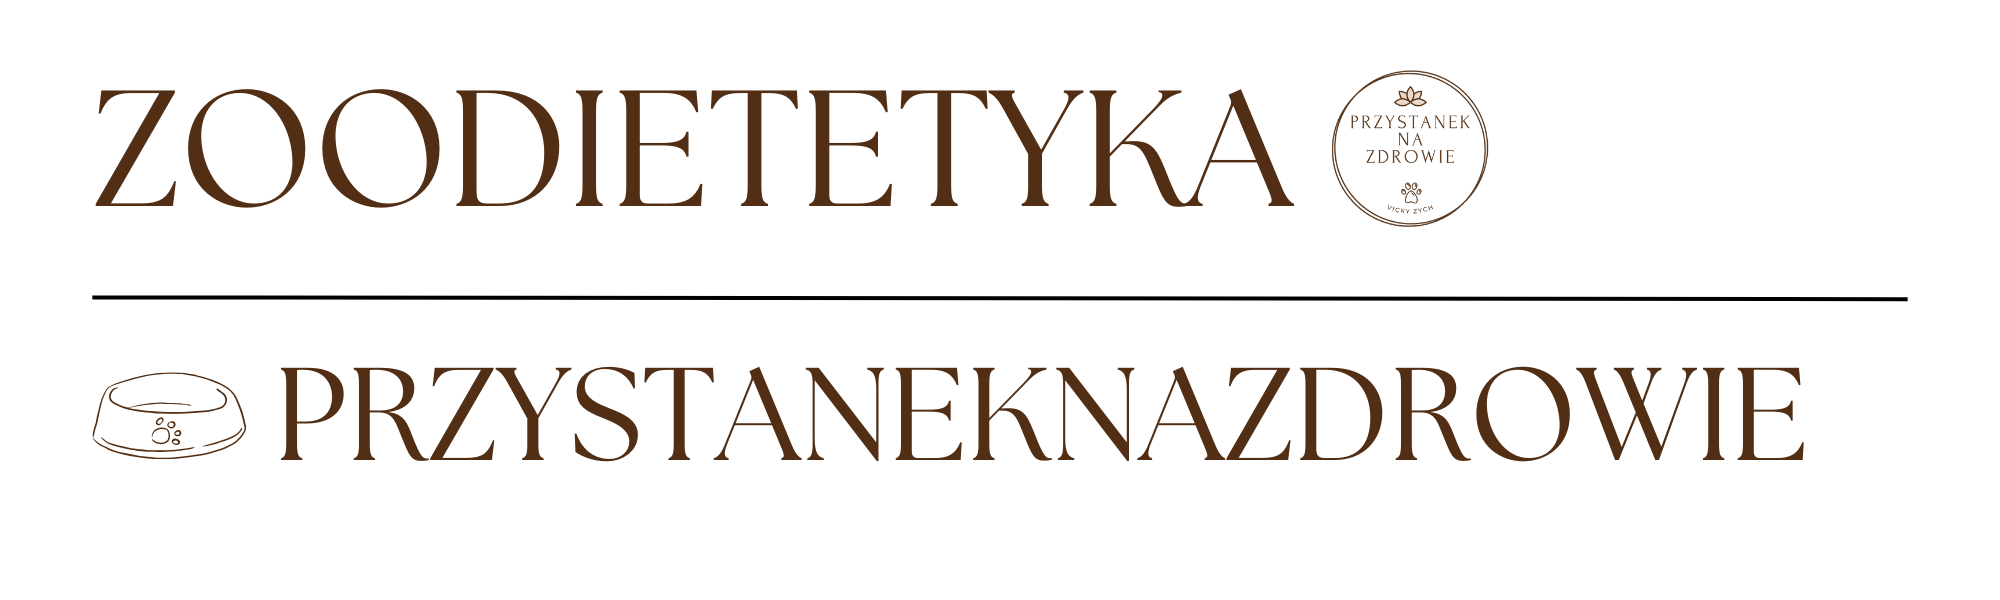 ZOODIETETYKA
PRZYSTANEK
NA
ZDROWIE
VICKY ZYCH
PRZYSTANEKNAZDROWIE